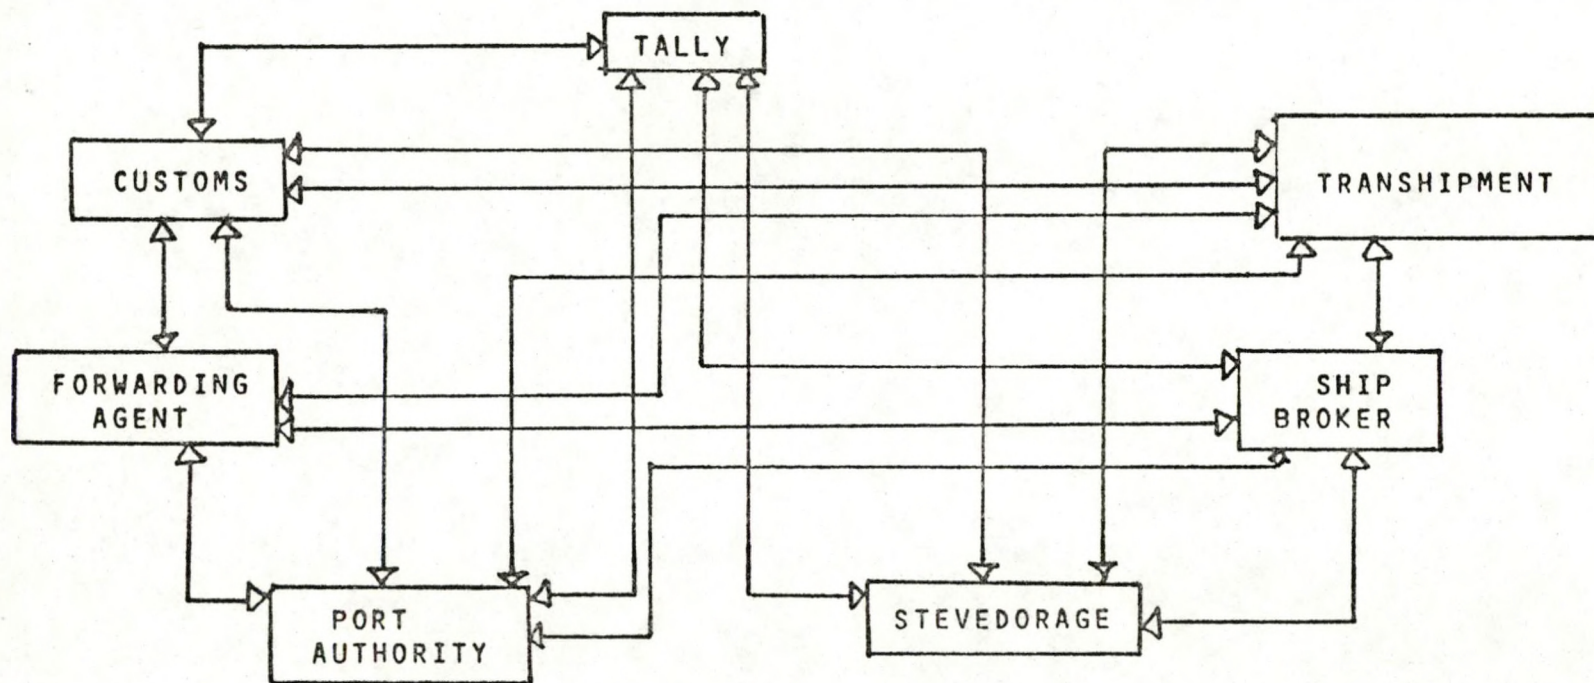 TALLY
CUSTOMS
TRANSHIPMENT
FORWARDING
AGENT
SHIP
BROKER
PORT
AUTHORITY
STEVEDORAGE